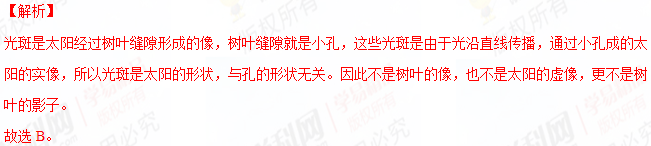 【解析】
光斑是太阳经过树叶缝隙形成的像，树叶缝隙就是小孔，这些光斑是由于光沿直线传播，通过小孔成的太
阳的实像，所以光斑是太阳的形状，与孔的形状无关。因此不是树叶的像，也不是太阳的虚像，更不是树
叶的影子。
故选 B。